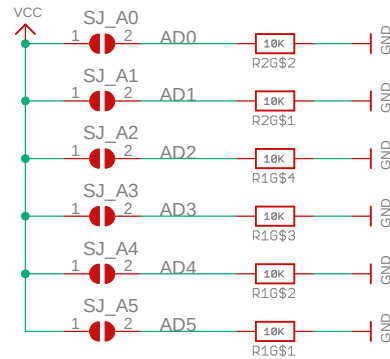 VCC
SJ_A0
1 2 AD0 10K GND
R2G$2
SJ_A1
1 2 AD1 10K GND
R2G$1
SJ_A2
1 2 AD2 10K GND
R1G$4
SJ_A3
1 2 AD3 10K GND
R1G$3
SJ_A4
1 2 AD4 10K GND
R1G$2
SJ_A5
1 2 AD5 10K GND
R1G$1